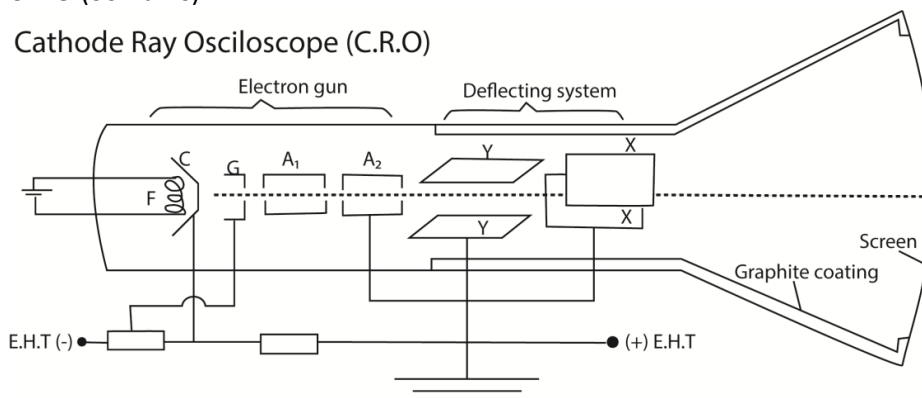 Cathode Ray Osciloscope (C.R.O)
Electron gun
Deflecting system
C
F
G
A₁
A₂
Y
X
Y
X
Screen
Graphite coating
E.H.T (-)
(+) E.H.T